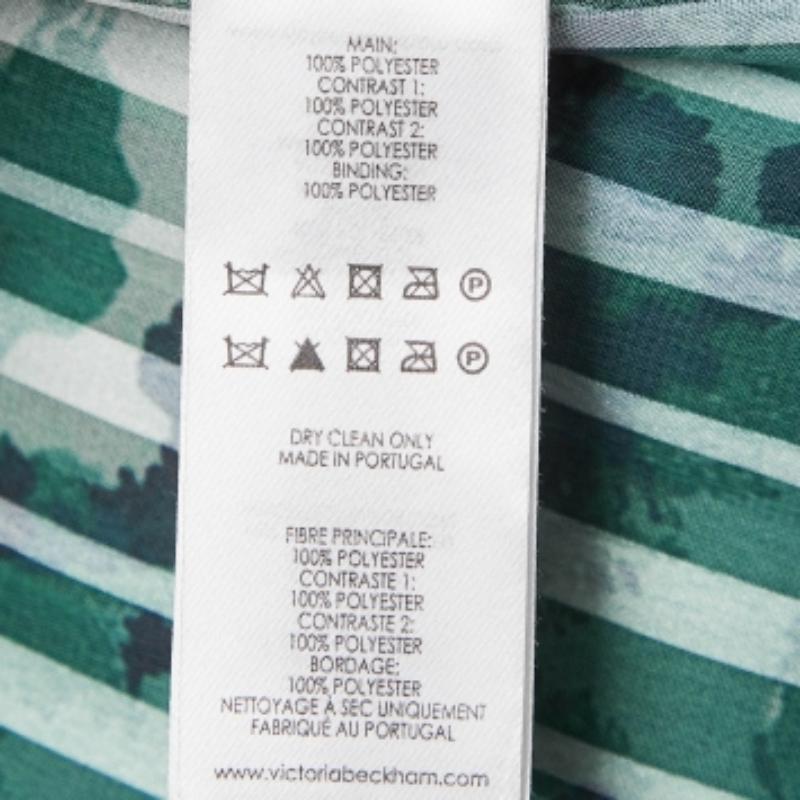 MAIN:
100% POLYESTER
CONTRAST 1:
100% POLYESTER
CONTRAST 2:
100% POLYESTER
BINDING:
100% POLYESTER
P
P
DRY CLEAN ONLY
MADE IN PORTUGAL
FIBRE PRINCIPALE:
100% POLYESTER
CONTRASTE 1:
100% POLYESTER
CONTRASTE 2:
100% POLYESTER
BORDAGE:
100% POLYESTER
NETTOYAGE À SEC UNIQUEMENT
FABRIQUÉ AU PORTUGAL
www.victoriabeckham.com